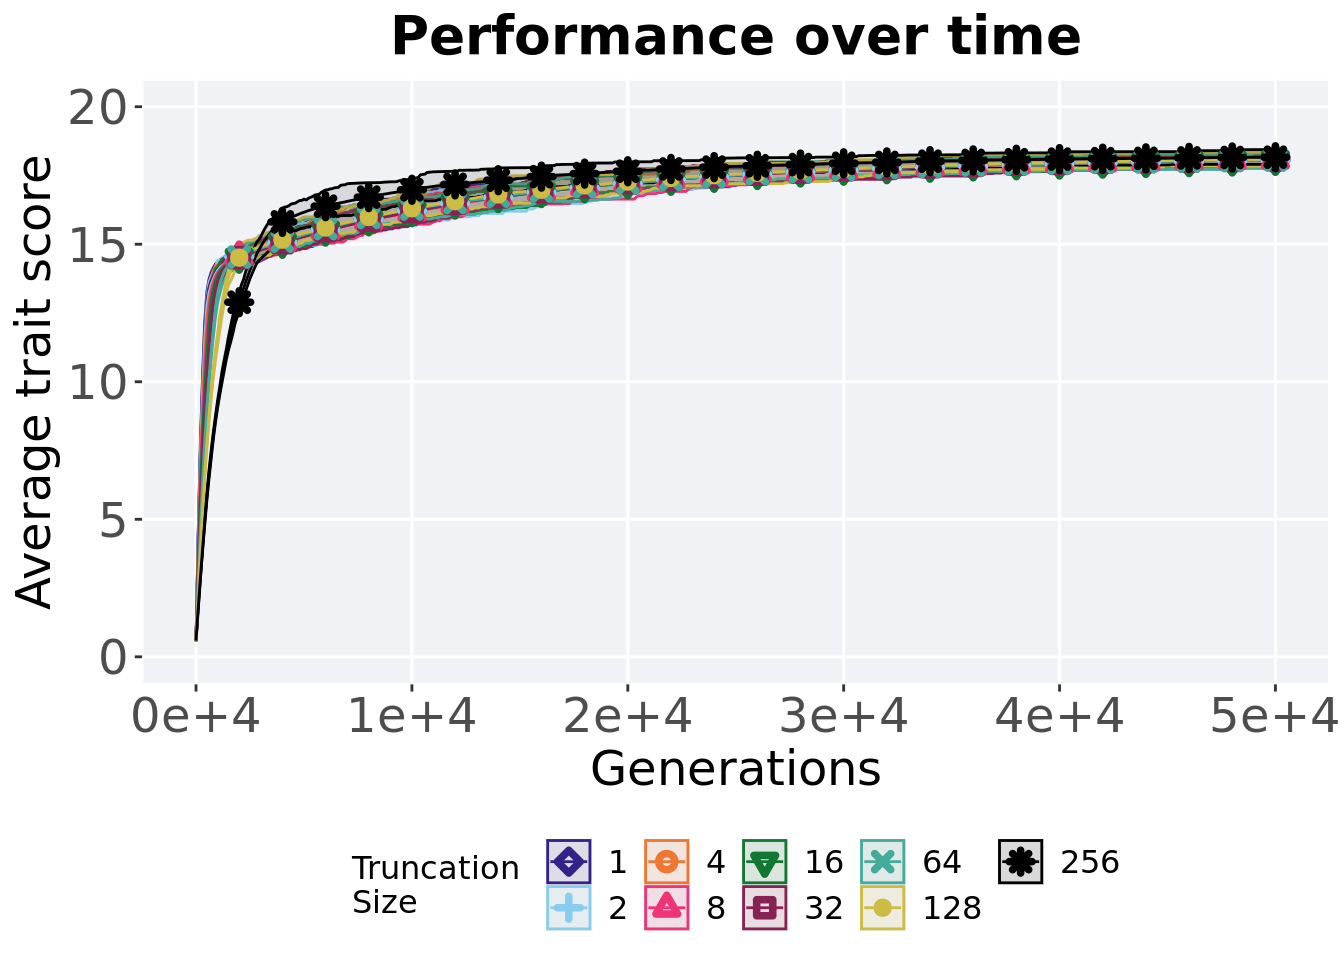 Performance over time
20
15
10
5
0
Average trait score
0e+4 1e+4 2e+4 3e+4 4e+4 5e+4
Generations
Truncation
Size
1 4 16 64 256
2 8 32 128